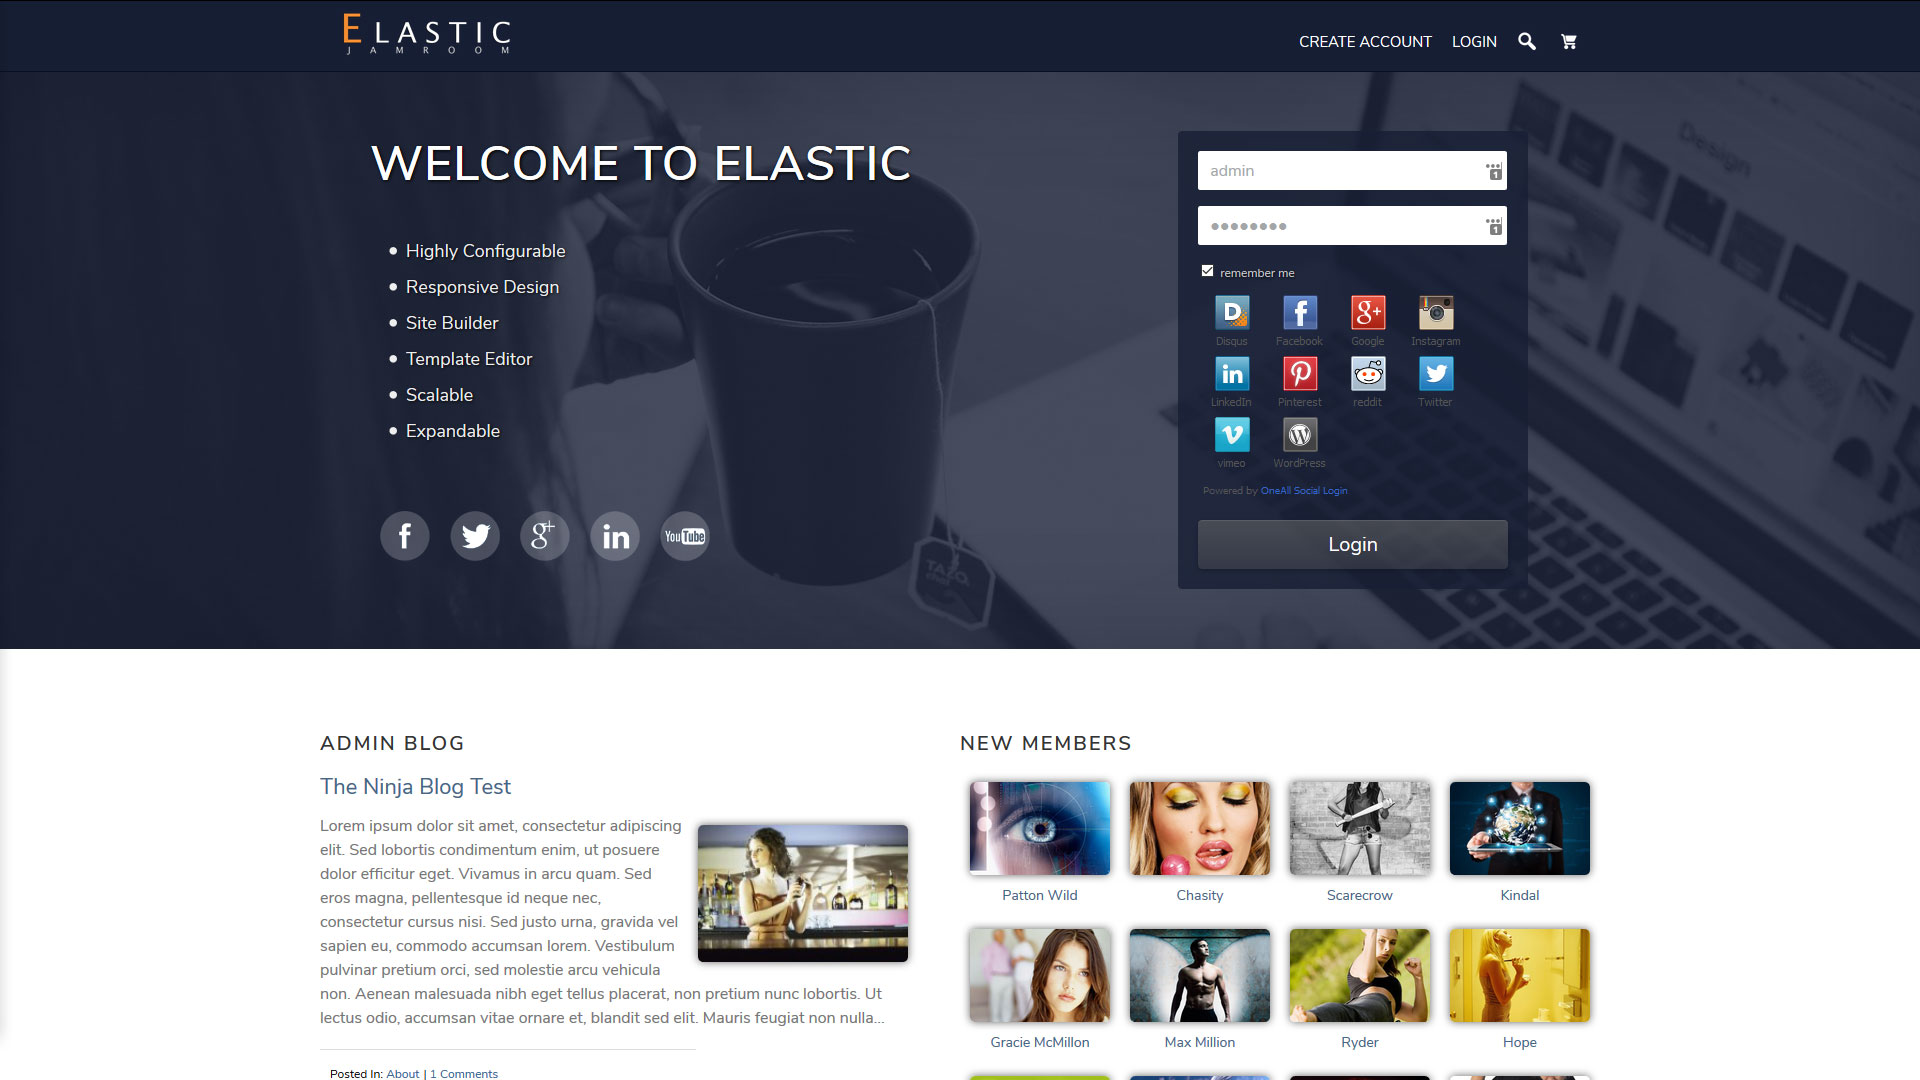 ELASTIC
JAMROOM
CREATE ACCOUNT
LOGIN
WELCOME TO ELASTIC
Highly Configurable
Responsive Design
Site Builder
Template Editor
Scalable
Expandable
YouTube
TAZO
chai
Design
admin
remember me
Disqus
Facebook
Google
Instagram
LinkedIn
Pinterest
reddit
Twitter
vimeo
WordPress
Powered by OneAll Social Login
Login
ADMIN BLOG
The Ninja Blog Test
Lorem ipsum dolor sit amet, consectetur adipiscing
elit. Sed lobortis condimentum enim, ut posuere
dolor efficitur eget. Vivamus in arcu quam. Sed
eros magna, pellentesque id neque nec,
consectetur cursus nisi. Sed justo urna, gravida vel
sapien eu, commodo accumsan lorem. Vestibulum
pulvinar pretium orci, sed molestie arcu vehicula
non. Aenean malesuada nibh eget tellus placerat, non pretium nunc lobortis. Ut
lectus odio, accumsan vitae ornare et, blandit sed elit. Mauris feugiat non nulla...
Posted In: About | 1 Comments
NEW MEMBERS
Patton Wild
Chasity
Scarecrow
Kindal
Gracie McMillon
Max Million
Ryder
Hope